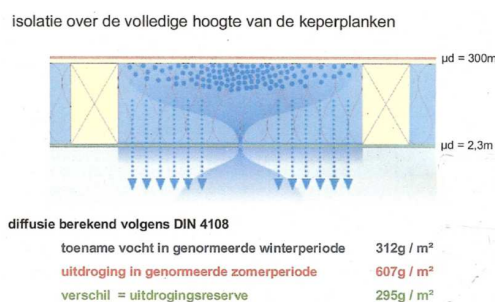 isolatie over de volledige hoogte van de keperplanken
µd = 300m
µd = 2,3m
diffusie berekend volgens DIN 4108
toename vocht in genormeerde winterperiode 312g / m²
uitdroging in genormeerde zomerperiode 607g / m²
verschil = uitdrogingsreserve 295g / m²